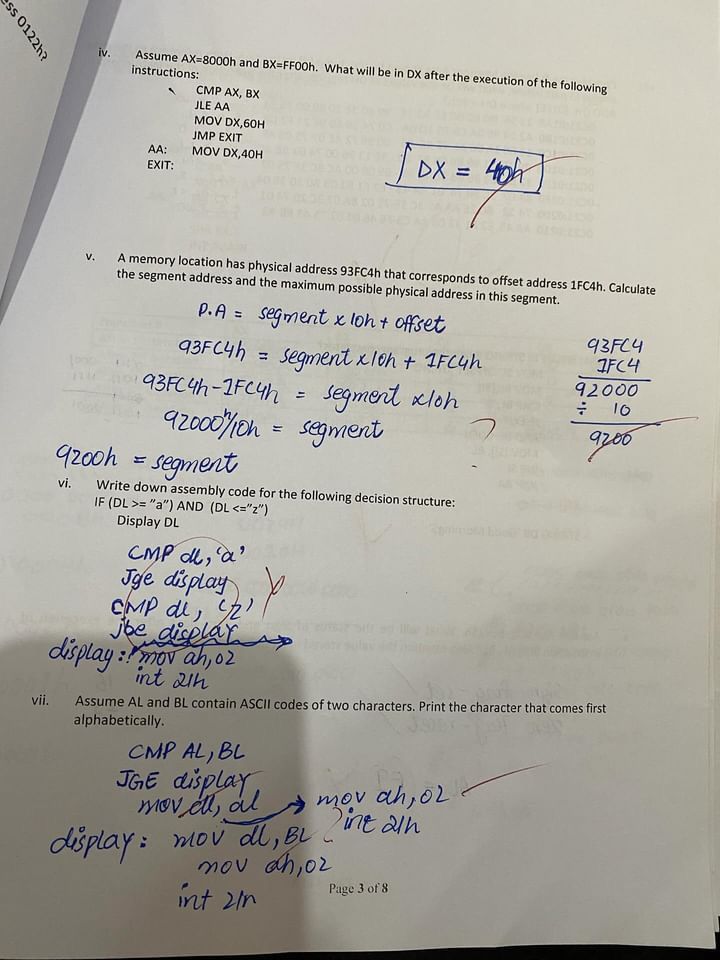 ess 0122h?
iv. Assume AX=8000h and BX=FF00h. What will be in DX after the execution of the following
instructions:
CMP AX, BX
JLE AA
MOV DX,60H
JMP EXIT
AA: MOV DX,40H
EXIT:
DX = 40h
v. A memory location has physical address 93FC4h that corresponds to offset address 1FC4h. Calculate
the segment address and the maximum possible physical address in this segment.
P.A = segment x 10h + offset
93FC4h = segment x 10h + 1FC4h
93FC4h - 1FC4h = segment x 10h
92000h/10h = segment
9200h = segment
93FC4
1FC4
92000
÷ 10
9200
?
vi. Write down assembly code for the following decision structure:
IF (DL >= "a") AND (DL <="z")
Display DL
CMP dl, 'a'
Jge display
CMP dl, 'z'
jbe display
display: mov ah,02
int 21h
vii. Assume AL and BL contain ASCII codes of two characters. Print the character that comes first
alphabetically.
CMP AL, BL
JGE display
mov dl, al → mov ah,02
int 21h
display: mov dl, BL
mov ah,02
int 21h
Page 3 of 8